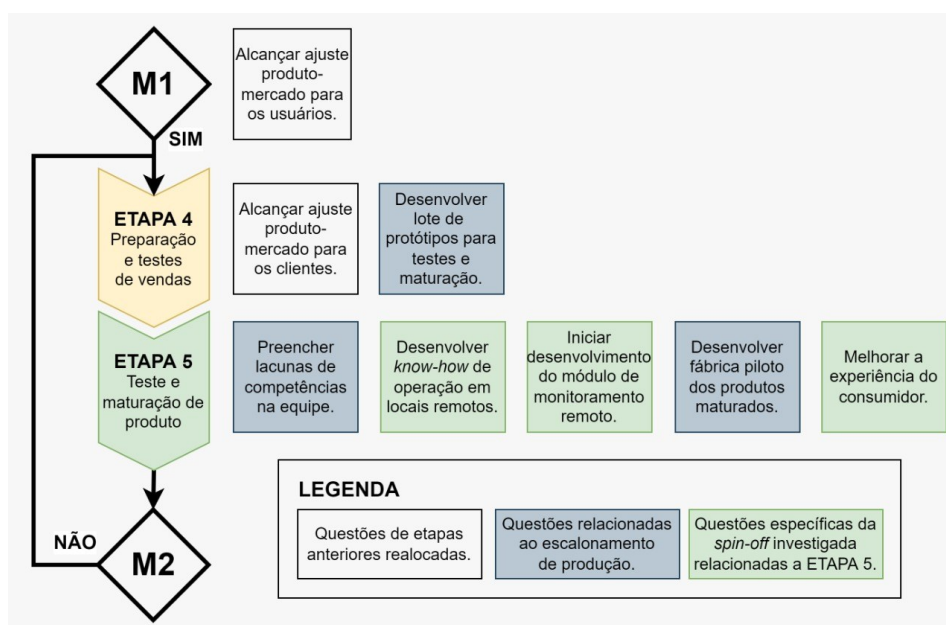 M1
Alcançar ajuste
produto-
mercado para
os usuários.
SIM
ETAPA 4
Preparação
e testes
de vendas
Alcançar ajuste
produto-
mercado para
os clientes.
Desenvolver
lote de
protótipos para
testes e
maturação.
ETAPA 5
Teste e
maturação de
produto
Preencher
lacunas de
competências
na equipe.
Desenvolver
know-how de
operação em
locais remotos.
Iniciar
desenvolvimento
do módulo de
monitoramento
remoto.
Desenvolver
fábrica piloto
dos produtos
maturados.
Melhorar a
experiência do
consumidor.
NÃO
M2
LEGENDA
Questões de etapas
anteriores realocadas.
Questões relacionadas
ao escalonamento
de produção.
Questões específicas da
spin-off investigada
relacionadas a ETAPA 5.